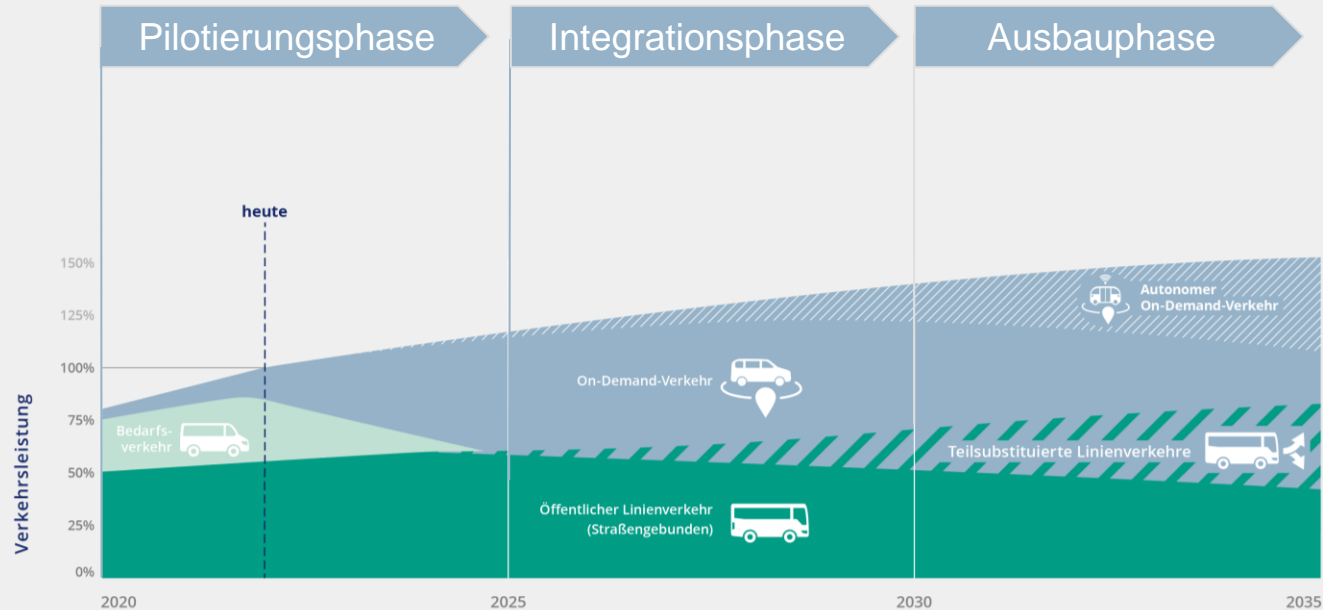 Pilotierungsphase
Integrationsphase
Ausbauphase
heute
Verkehrsleistung
150%
125%
100%
75%
50%
25%
0%
Bedarfs-
verkehr
On-Demand-Verkehr
Autonomer
On-Demand-Verkehr
Teilsubstituierte Linienverkehre
Öffentlicher Linienverkehr
(Straßengebunden)
2020
2025
2030
2035